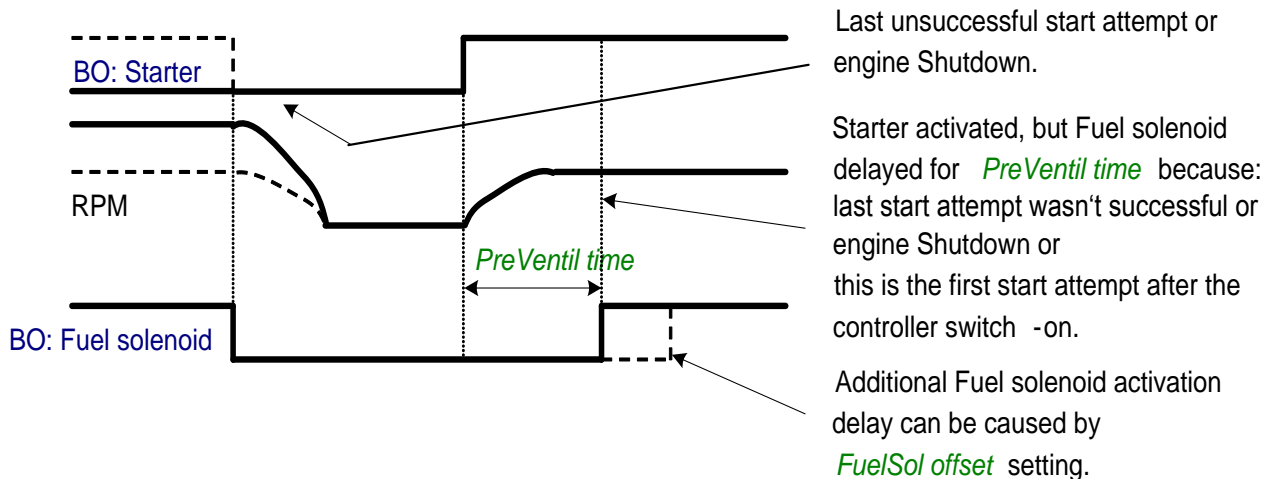 BO: Starter
RPM
PreVentil time
BO: Fuel solenoid
Last unsuccessful start attempt or
engine Shutdown.
Starter activated, but Fuel solenoid
delayed for PreVentil time because:
last start attempt wasn‘t successful or
engine Shutdown or
this is the first start attempt after the
controller switch -on.
Additional Fuel solenoid activation
delay can be caused by
FuelSol offset setting.